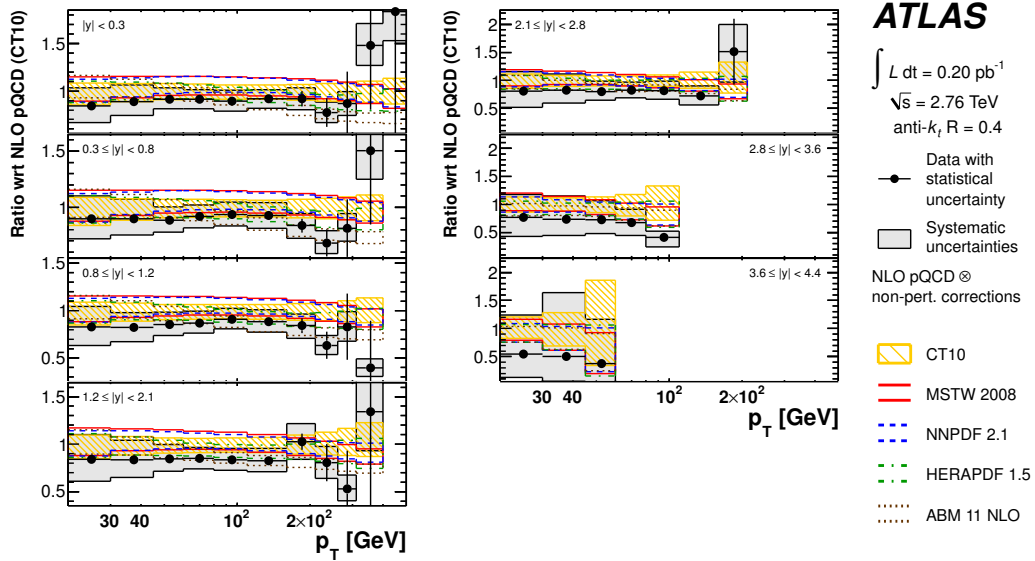 Ratio wrt NLO pQCD (CT10)
|y| < 0.3
1.5
1
0.3 ≤ |y| < 0.8
1.5
1
0.5
0.8 ≤ |y| < 1.2
1.5
1
0.5
1.2 ≤ |y| < 2.1
1.5
1
0.5
30 40 10² 2×10²
p_T [GeV]
Ratio wrt NLO pQCD (CT10)
2.1 ≤ |y| < 2.8
2
1.5
1
0.5
2.8 ≤ |y| < 3.6
2
1.5
1
0.5
3.6 ≤ |y| < 4.4
2
1.5
1
0.5
30 40 10² 2×10²
p_T [GeV]
ATLAS
∫ L dt = 0.20 pb⁻¹
√s = 2.76 TeV
anti-k_t R = 0.4
Data with
statistical
uncertainty
Systematic
uncertainties
NLO pQCD ⊗
non-pert. corrections
CT10
MSTW 2008
NNPDF 2.1
HERAPDF 1.5
ABM 11 NLO